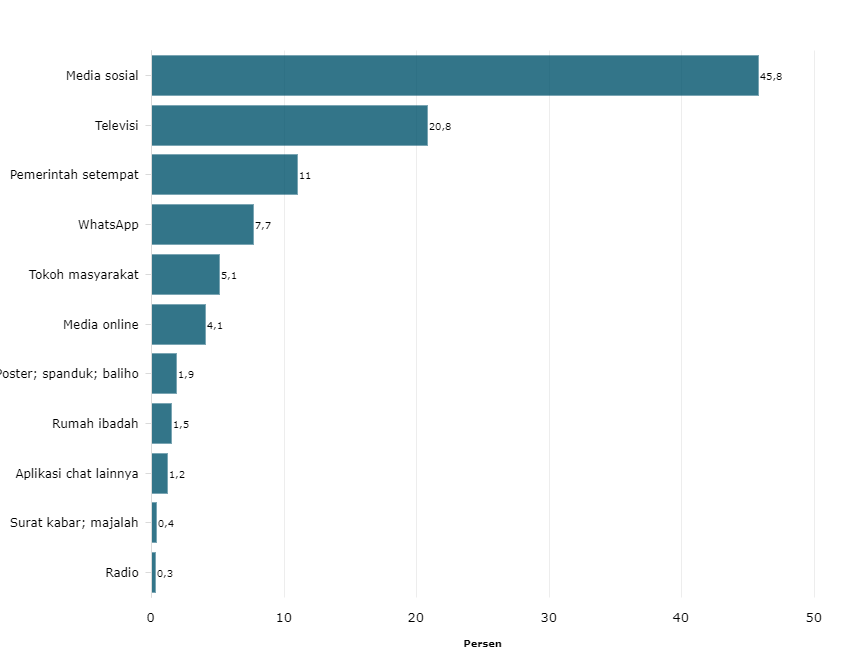 Media sosial 45,8
Televisi 20,8
Pemerintah setempat 11
WhatsApp 7,7
Tokoh masyarakat 5,1
Media online 4,1
Poster; spanduk; baliho 1,9
Rumah ibadah 1,5
Aplikasi chat lainnya 1,2
Surat kabar; majalah 0,4
Radio 0,3
0 10 20 30 40 50
Persen